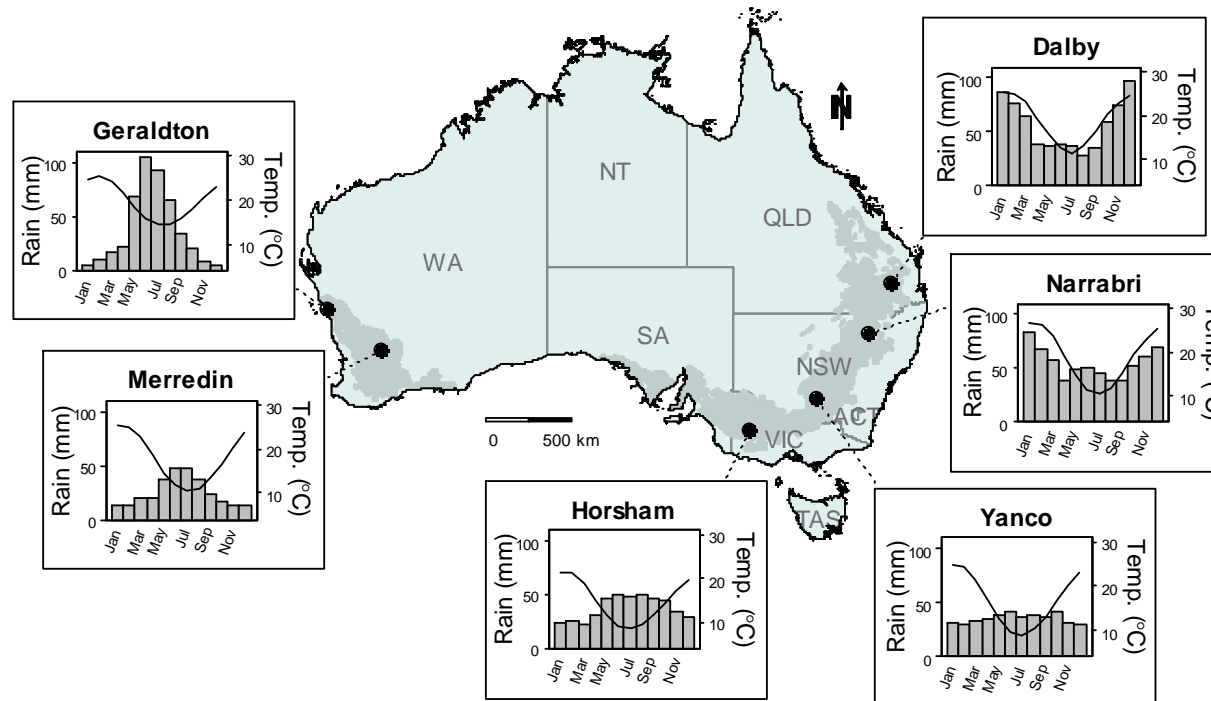 Geraldton
Rain (mm)
100
50
0
Temp. (°C)
30
20
10
Jan
Mar
May
Jul
Sep
Nov
Merredin
Rain (mm)
100
50
0
Temp. (°C)
30
20
10
Jan
Mar
May
Jul
Sep
Nov
WA
NT
SA
QLD
NSW
ACT
VIC
TAS
N
0 500 km
Horsham
Rain (mm)
100
50
0
Temp. (°C)
30
20
10
Jan
Mar
May
Jul
Sep
Nov
Dalby
Rain (mm)
100
50
0
Temp. (°C)
30
20
10
Jan
Mar
May
Jul
Sep
Nov
Narrabri
Rain (mm)
100
50
0
Temp. (°C)
30
20
10
Jan
Mar
May
Jul
Sep
Nov
Yanco
Rain (mm)
100
50
0
Temp. (°C)
30
20
10
Jan
Mar
May
Jul
Sep
Nov